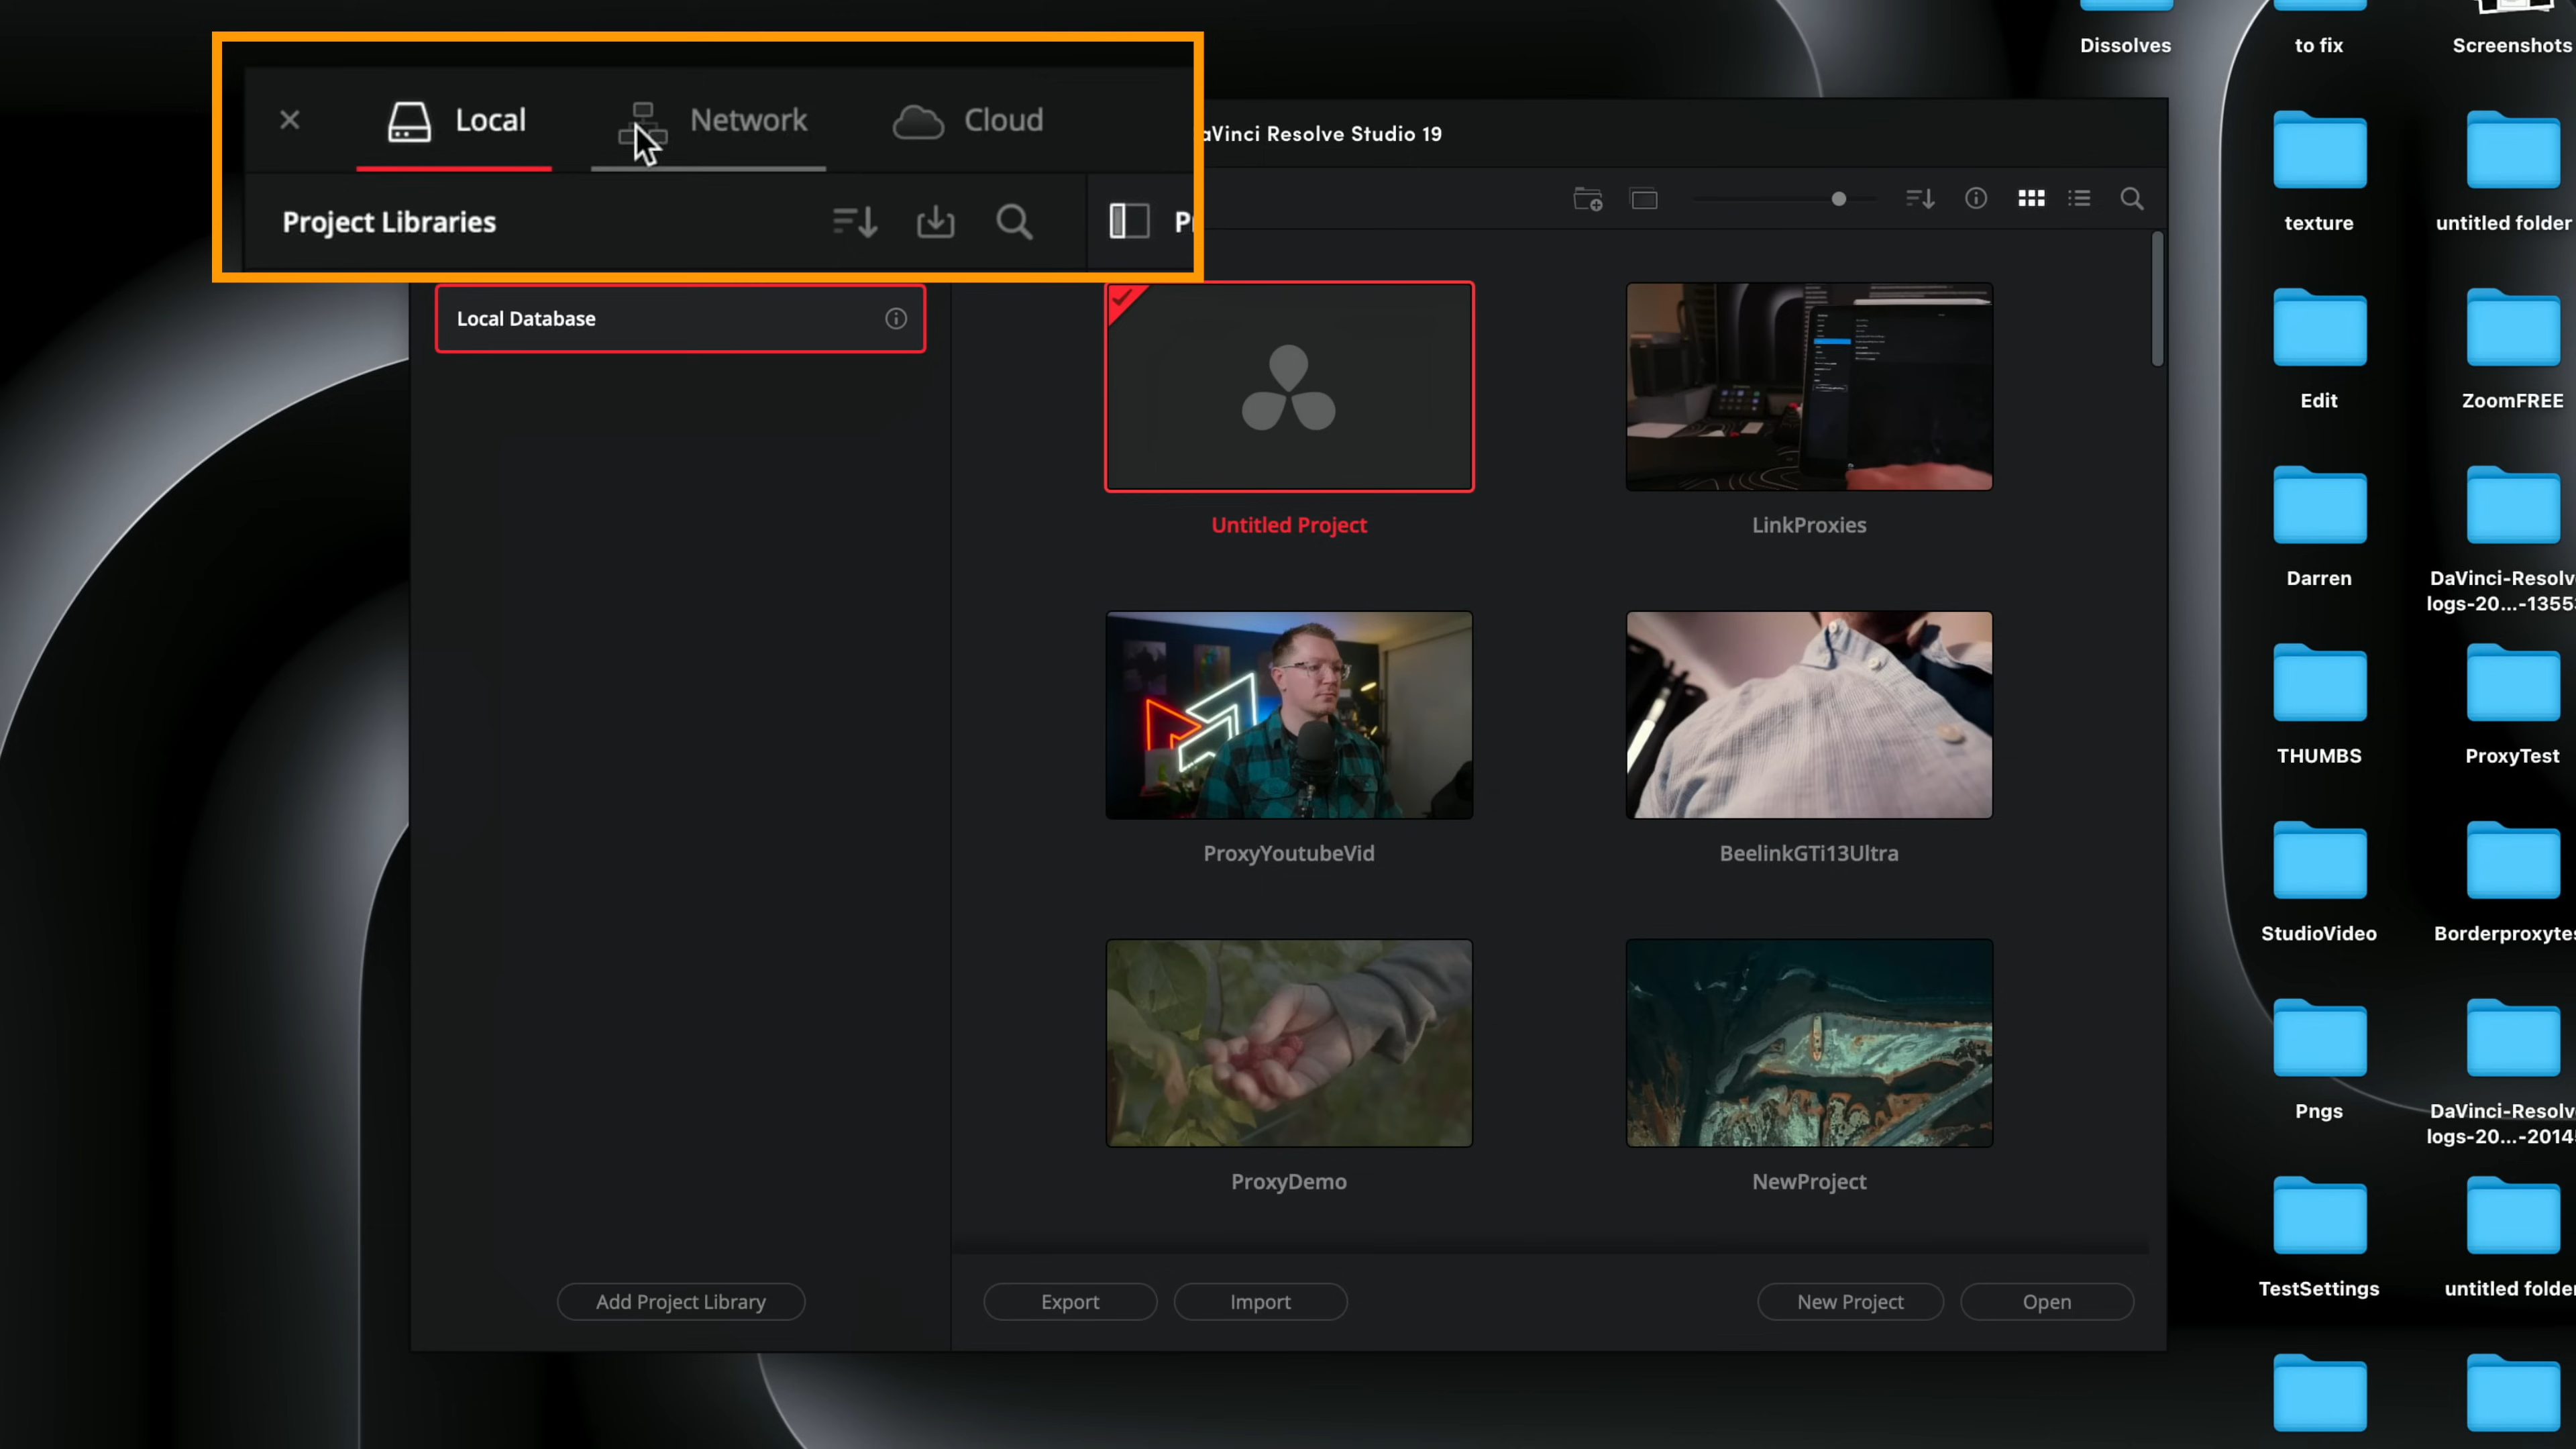 Local
Network
Cloud
Project Libraries
aVinci Resolve Studio 19
Local Database
Untitled Project
LinkProxies
ProxyYoutubeVid
BeelinkGTi13Ultra
ProxyDemo
NewProject
Add Project Library
Export
Import
New Project
Open
Dissolves
to fix
Screenshots
texture
untitled folder
Edit
ZoomFREE
Darren
DaVinci-Resolv
logs-20...-1355
THUMBS
ProxyTest
StudioVideo
Borderproxytes
Pngs
DaVinci-Resolv
logs-20...-2014
TestSettings
untitled folde